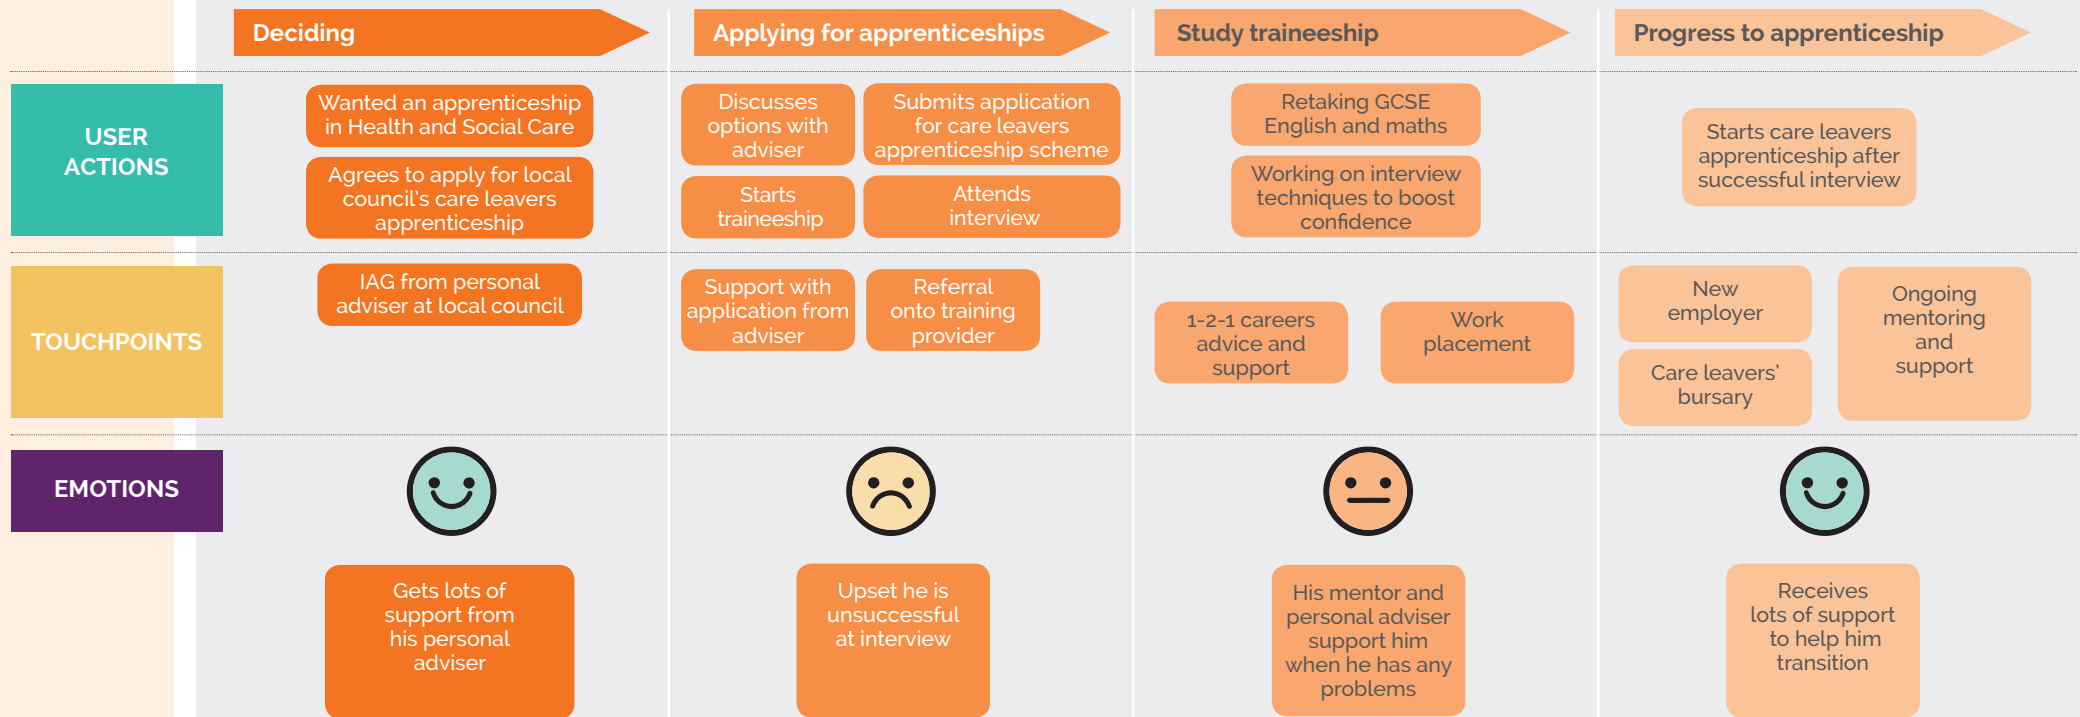 Deciding
Applying for apprenticeships
Study traineeship
Progress to apprenticeship
USER
ACTIONS
Wanted an apprenticeship
in Health and Social Care
Agrees to apply for local
council's care leavers
apprenticeship
Discusses
options with
adviser
Submits application
for care leavers
apprenticeship scheme
Starts
traineeship
Attends
interview
Retaking GCSE
English and maths
Working on interview
techniques to boost
confidence
Starts care leavers
apprenticeship after
successful interview
TOUCHPOINTS
IAG from personal
adviser at local council
Support with
application from
adviser
Referral
onto training
provider
1-2-1 careers
advice and
support
Work
placement
New
employer
Care leavers'
bursary
Ongoing
mentoring
and
support
EMOTIONS
Gets lots of
support from
his personal
adviser
Upset he is
unsuccessful
at interview
His mentor and
personal adviser
support him
when he has any
problems
Receives
lots of support
to help him
transition